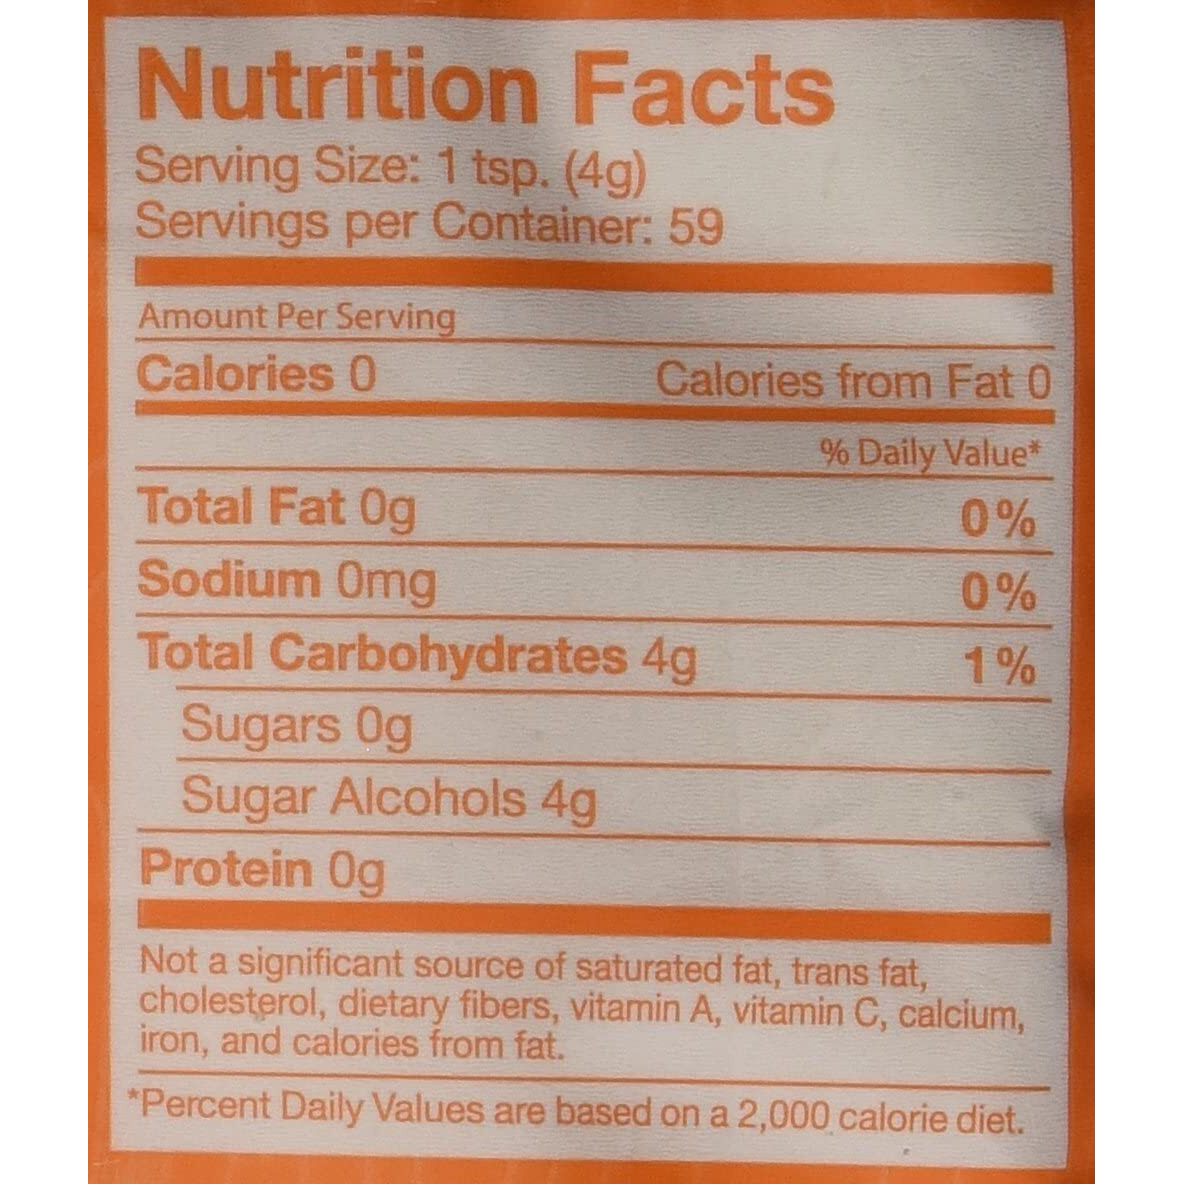 Nutrition Facts
Serving Size: 1 tsp. (4g)
Servings per Container: 59
Amount Per Serving
Calories 0 Calories from Fat 0
% Daily Value*
Total Fat 0g 0%
Sodium 0mg 0%
Total Carbohydrates 4g 1%
Sugars 0g
Sugar Alcohols 4g
Protein 0g
Not a significant source of saturated fat, trans fat,
cholesterol, dietary fibers, vitamin A, vitamin C, calcium,
iron, and calories from fat.
*Percent Daily Values are based on a 2,000 calorie diet.